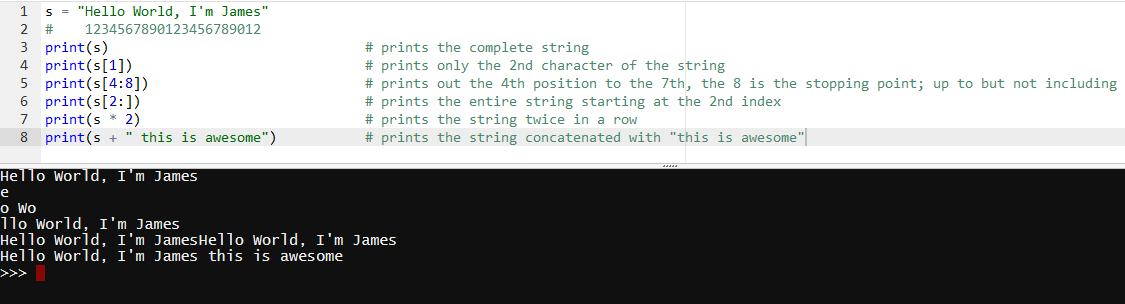 1 s = "Hello World, I'm James"
2 #    1234567890123456789012
3 print(s)                                # prints the complete string
4 print(s[1])                             # prints only the 2nd character of the string
5 print(s[4:8])                           # prints out the 4th position to the 7th, the 8 is the stopping point; up to but not including
6 print(s[2:])                            # prints the entire string starting at the 2nd index
7 print(s * 2)                            # prints the string twice in a row
8 print(s + " this is awesome")           # prints the string concatenated with "this is awesome"
Hello World, I'm James
e
o Wo
llo World, I'm James
Hello World, I'm JamesHello World, I'm James
Hello World, I'm James this is awesome
>>>